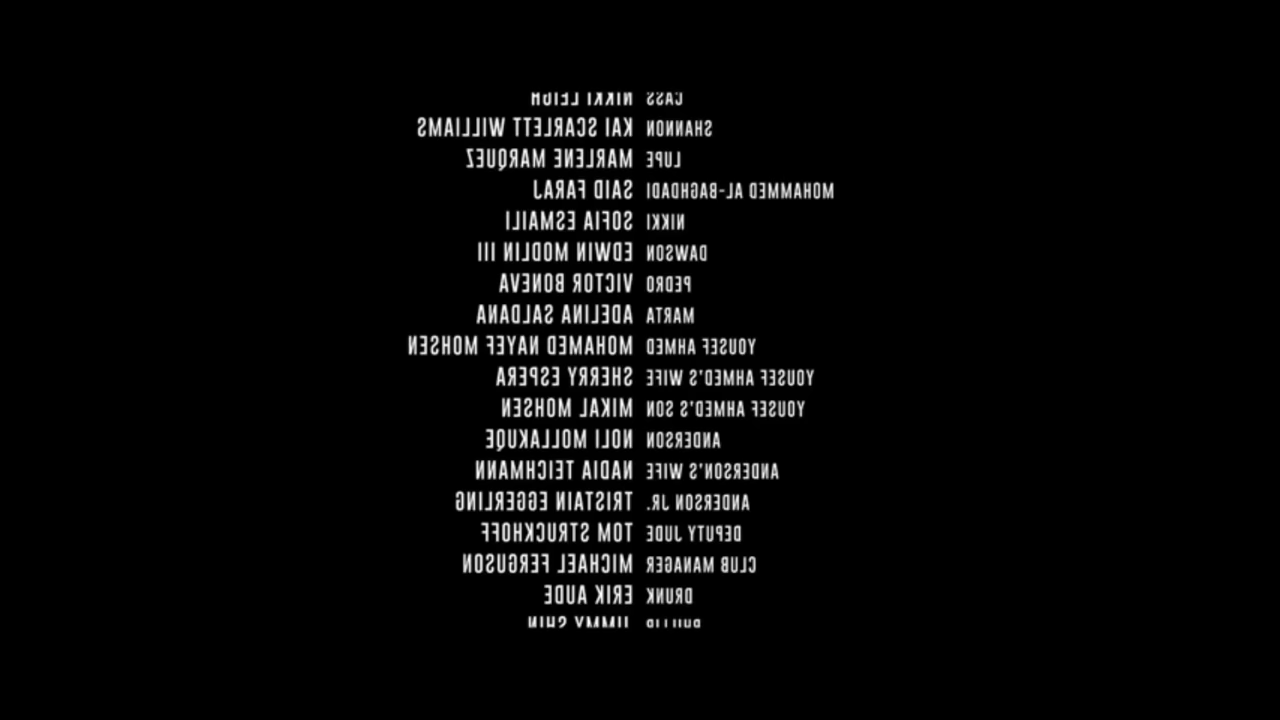 CASS NIKKI LEIGH
SHANNON KAI SCARLETT WILLIAMS
LUPE MARLENE MARQUEZ
MOHAMMED AL-BAGHDADI SAID FARAJ
NIKKI SOFIA ESMAILI
DAWSON EDWIN MODLIN III
PEDRO VICTOR BONEVA
MARTA ADELINA SALDANA
YOUSEF AHMED MOHAMED NAYEF MOHSEN
YOUSEF AHMED'S WIFE SHERRY ESPERA
YOUSEF AHMED'S SON MIKAL MOHSEN
ANDERSON NOLI MOLLAKUQE
ANDERSON'S WIFE NADIA TEICHMANN
ANDERSON JR. TRISTAIN EGGERLING
DEPUTY JUDE TOM STRUCKHOFF
CLUB MANAGER MICHAEL FERGUSON
DRUNK ERIK AUDE
PHILLIP JIMMY SHIN